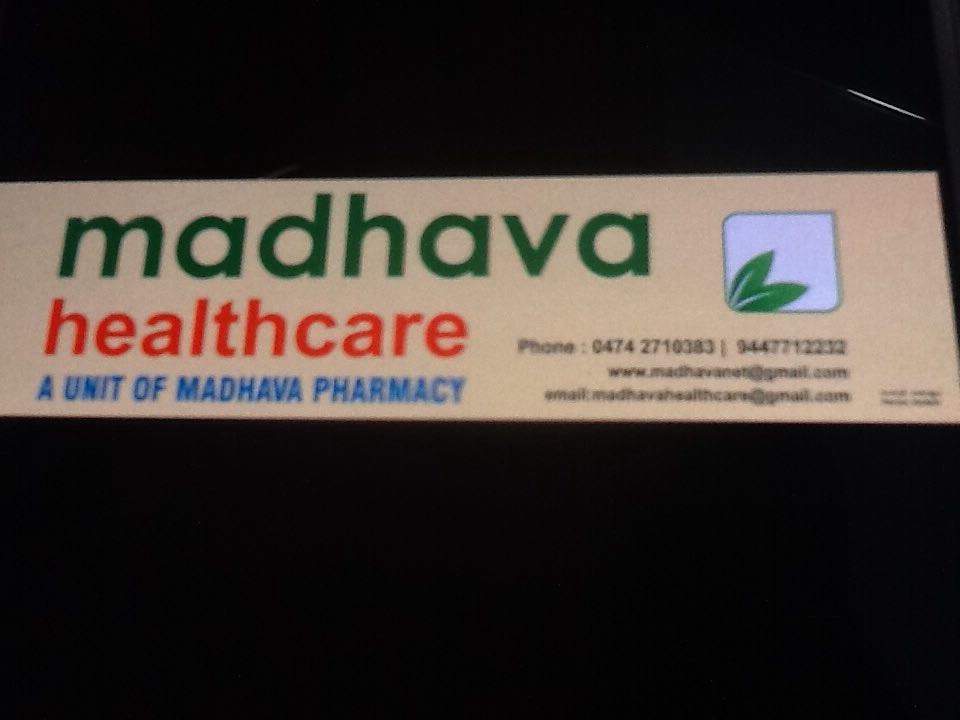 madhava
healthcare
A UNIT OF MADHAVA PHARMACY
Phone : 0474 2710383 | 9447712232
www.madhavanet@gmail.com
email:madhavahealthcare@gmail.com